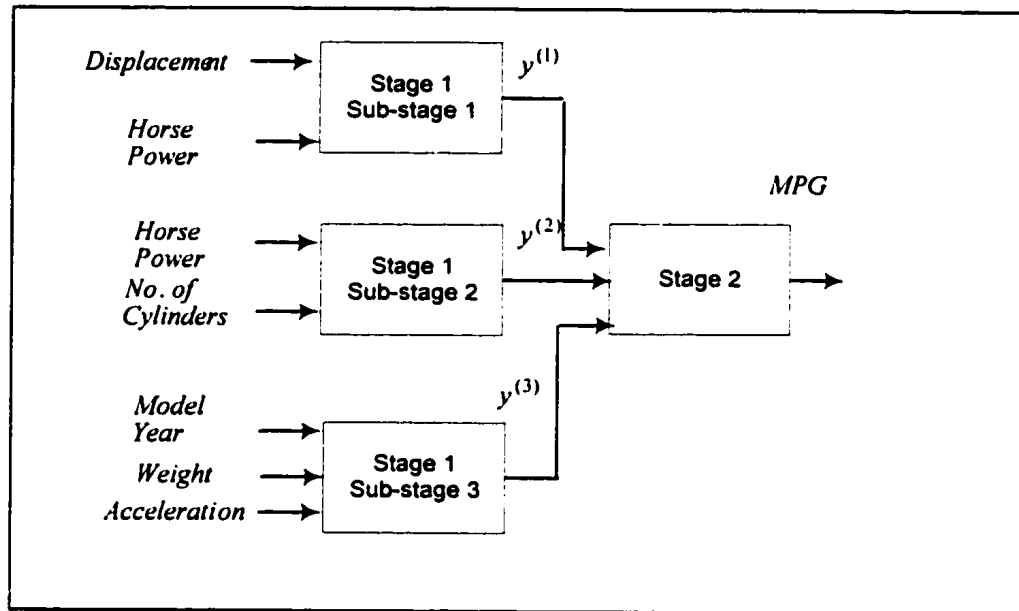 Displacement
Horse
Power
Stage 1
Sub-stage 1
y(1)
Horse
Power
No. of
Cylinders
Stage 1
Sub-stage 2
y(2)
Model
Year
Weight
Acceleration
Stage 1
Sub-stage 3
y(3)
Stage 2
MPG